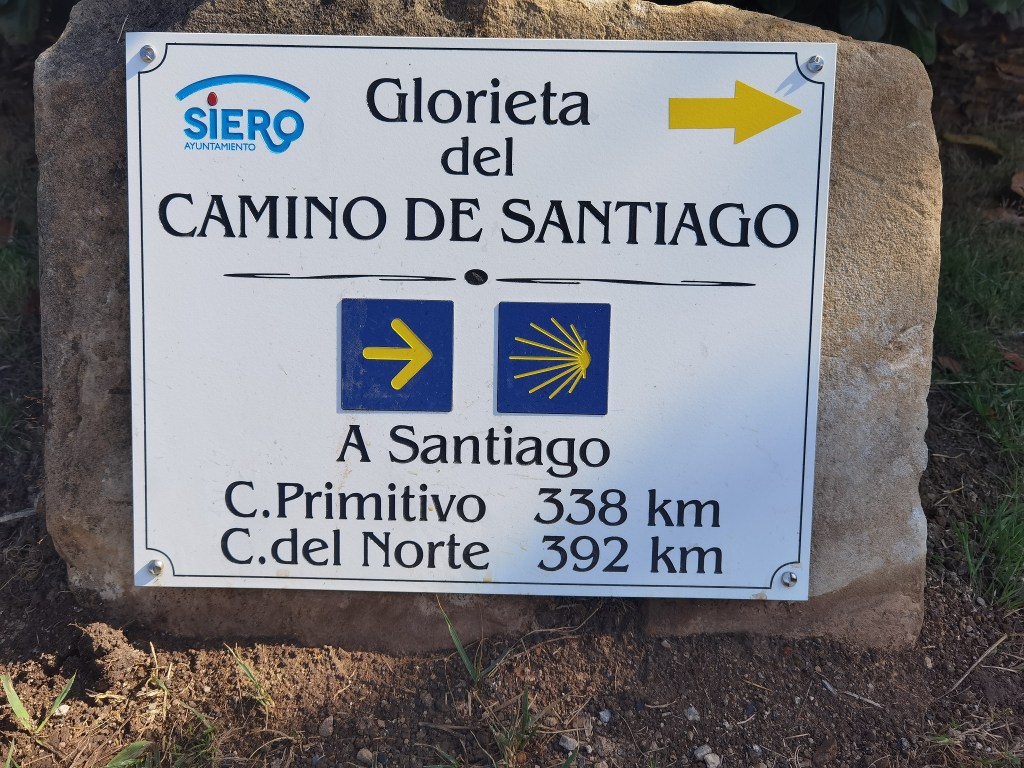 SIERO
AYUNTAMIENTO
Glorieta
del
CAMINO DE SANTIAGO
A Santiago
C.Primitivo 338 km
C.del Norte 392 km